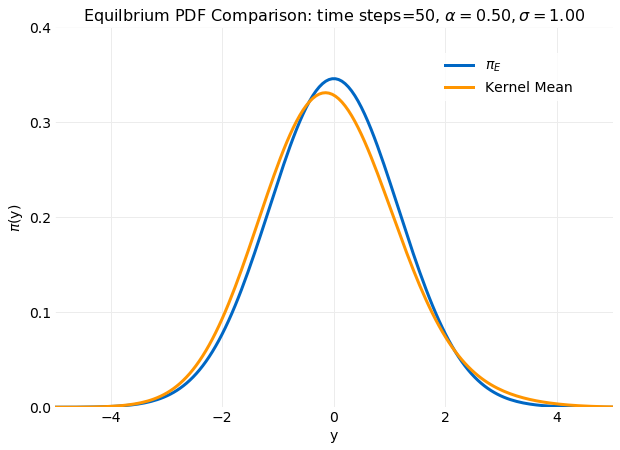 Equilbrium PDF Comparison: time steps=50, α = 0.50, σ = 1.00
π_E
Kernel Mean
0.4
0.3
0.2
0.1
0.0
π(y)
−4
−2
0
2
4
y